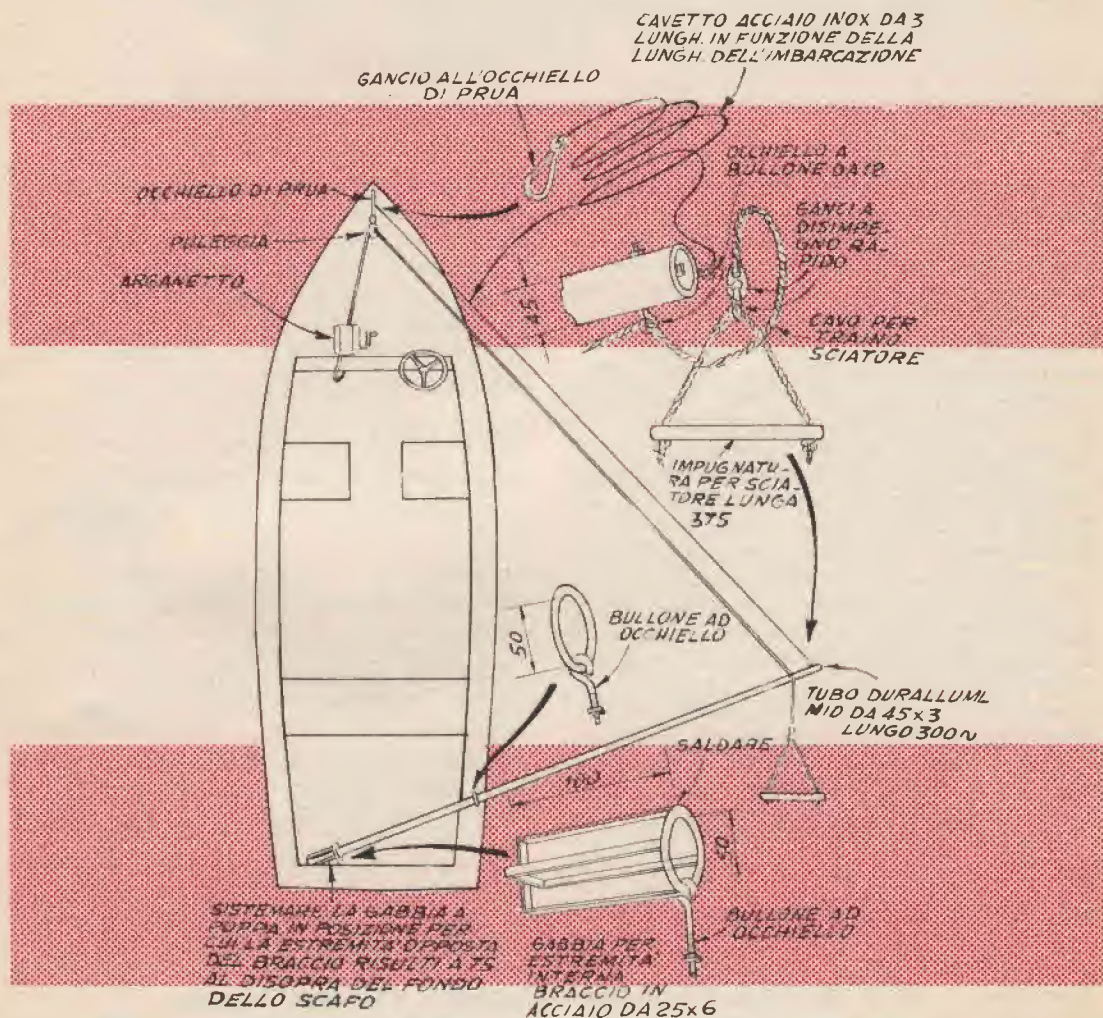 CAVETTO ACCIAIO INOX DA 3
LUNGH. IN FUNZIONE DELLA
LUNGH. DELL'IMBARCAZIONE
GANCIO ALL'OCCHIELLO
DI PRUA
OCCHIELLO A
BULLONE DA 12
OCCHIELLO DI PRUA
GANCI A
DISIMPE-
GNO RA-
PIDO
PULEGGIA
ARGANETTO
45
CAVO PER
TRAINO
SCIATORE
IMPUGNATU-
RA PER SCIA-
TORE LUNGA
375
BULLONE AD
OCCHIELLO
50
TUBO DURALLUMI-
NIO DA 45x3
LUNGO 300~
SALDARE
100
50
SISTEMARE LA GABBIA A
POPPA IN POSIZIONE PER
CUI LA ESTREMITA' OPPOSTA
DEL BRACCIO RISULTI A 75
AL DISOPRA DEL FONDO
DELLO SCAFO
GABBIA PER
ESTREMITA'
INTERNA
BRACCIO IN
ACCIAIO DA 25x6
BULLONE AD
OCCHIELLO